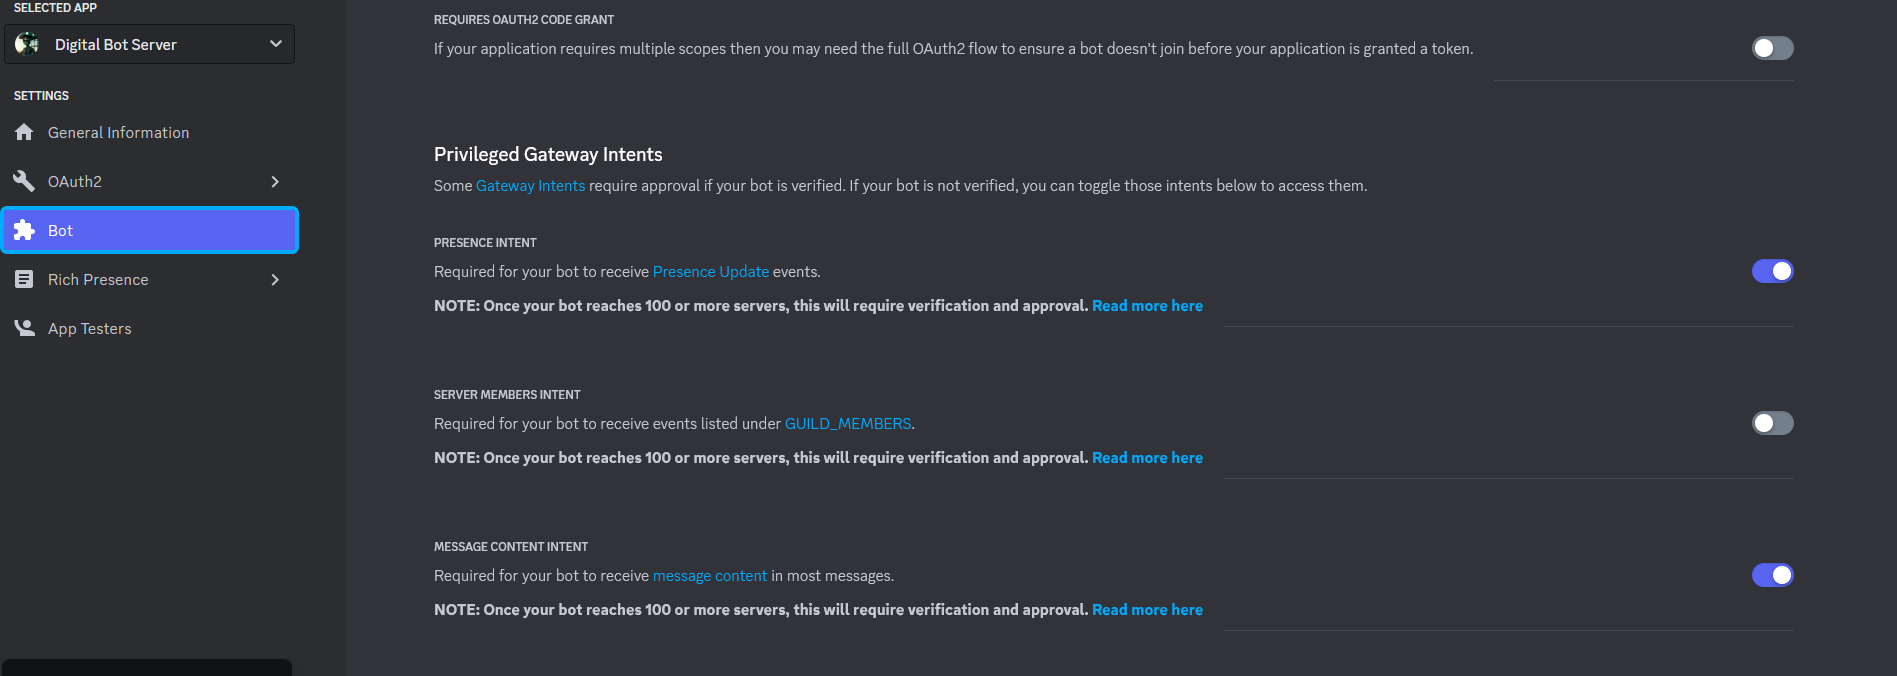 SELECTED APP
Digital Bot Server
SETTINGS
General Information
OAuth2
Bot
Rich Presence
App Testers
REQUIRES OAUTH2 CODE GRANT
If your application requires multiple scopes then you may need the full OAuth2 flow to ensure a bot doesn't join before your application is granted a token.
Privileged Gateway Intents
Some Gateway Intents require approval if your bot is verified. If your bot is not verified, you can toggle those intents below to access them.
PRESENCE INTENT
Required for your bot to receive Presence Update events.
NOTE: Once your bot reaches 100 or more servers, this will require verification and approval. Read more here
SERVER MEMBERS INTENT
Required for your bot to receive events listed under GUILD_MEMBERS.
NOTE: Once your bot reaches 100 or more servers, this will require verification and approval. Read more here
MESSAGE CONTENT INTENT
Required for your bot to receive message content in most messages.
NOTE: Once your bot reaches 100 or more servers, this will require verification and approval. Read more here